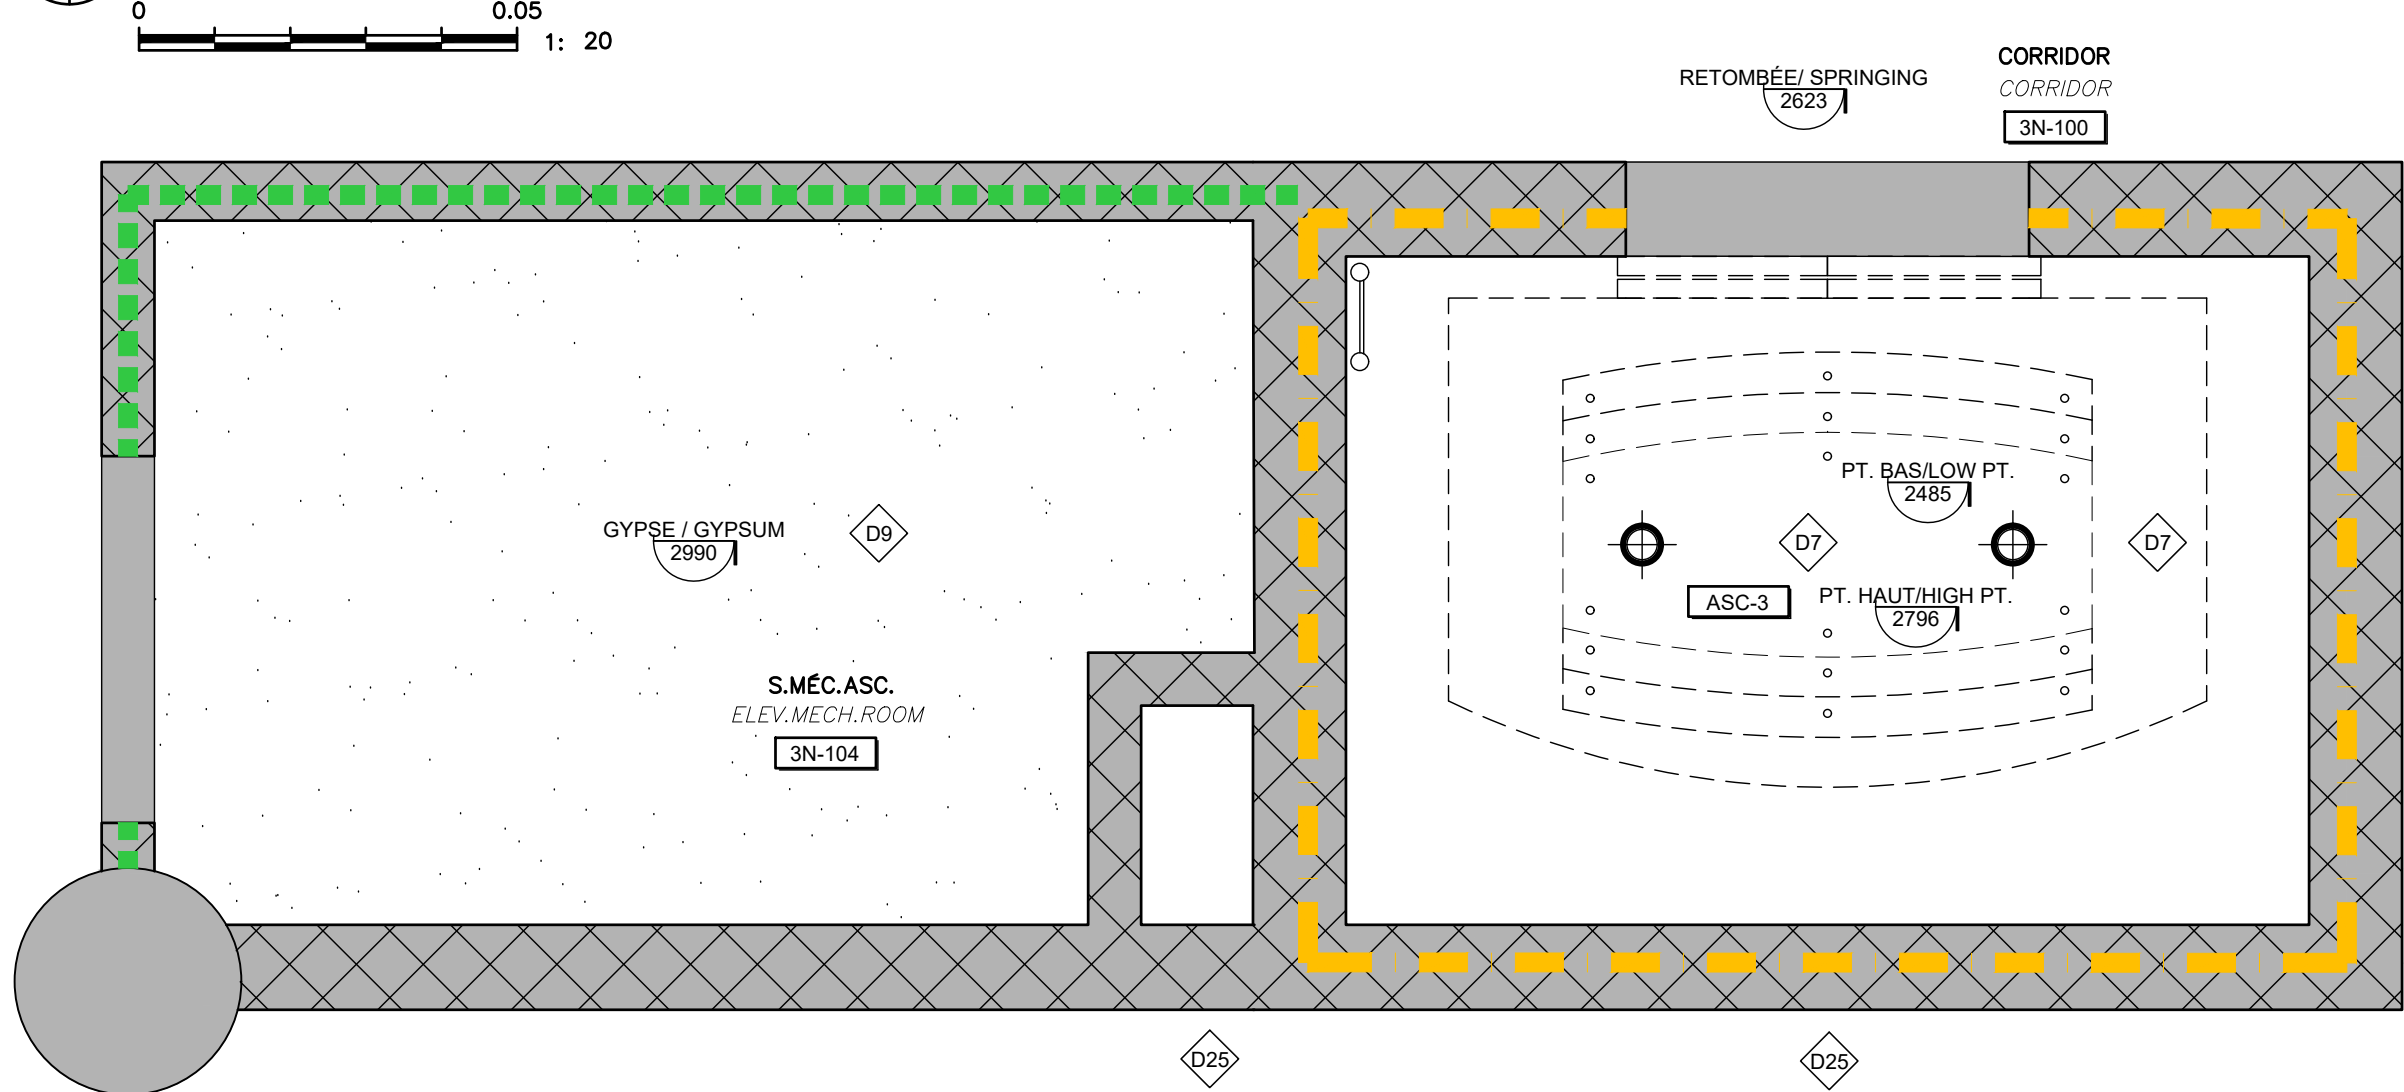 0 0.05
1: 20
CORRIDOR
CORRIDOR
3N-100
RETOMBÉE/ SPRINGING
2623
GYPSE / GYPSUM
2990
D9
S.MÉC.ASC.
ELEV.MECH.ROOM
3N-104
PT. BAS/LOW PT.
2485
D7
D7
ASC-3
PT. HAUT/HIGH PT.
2796
D25
D25